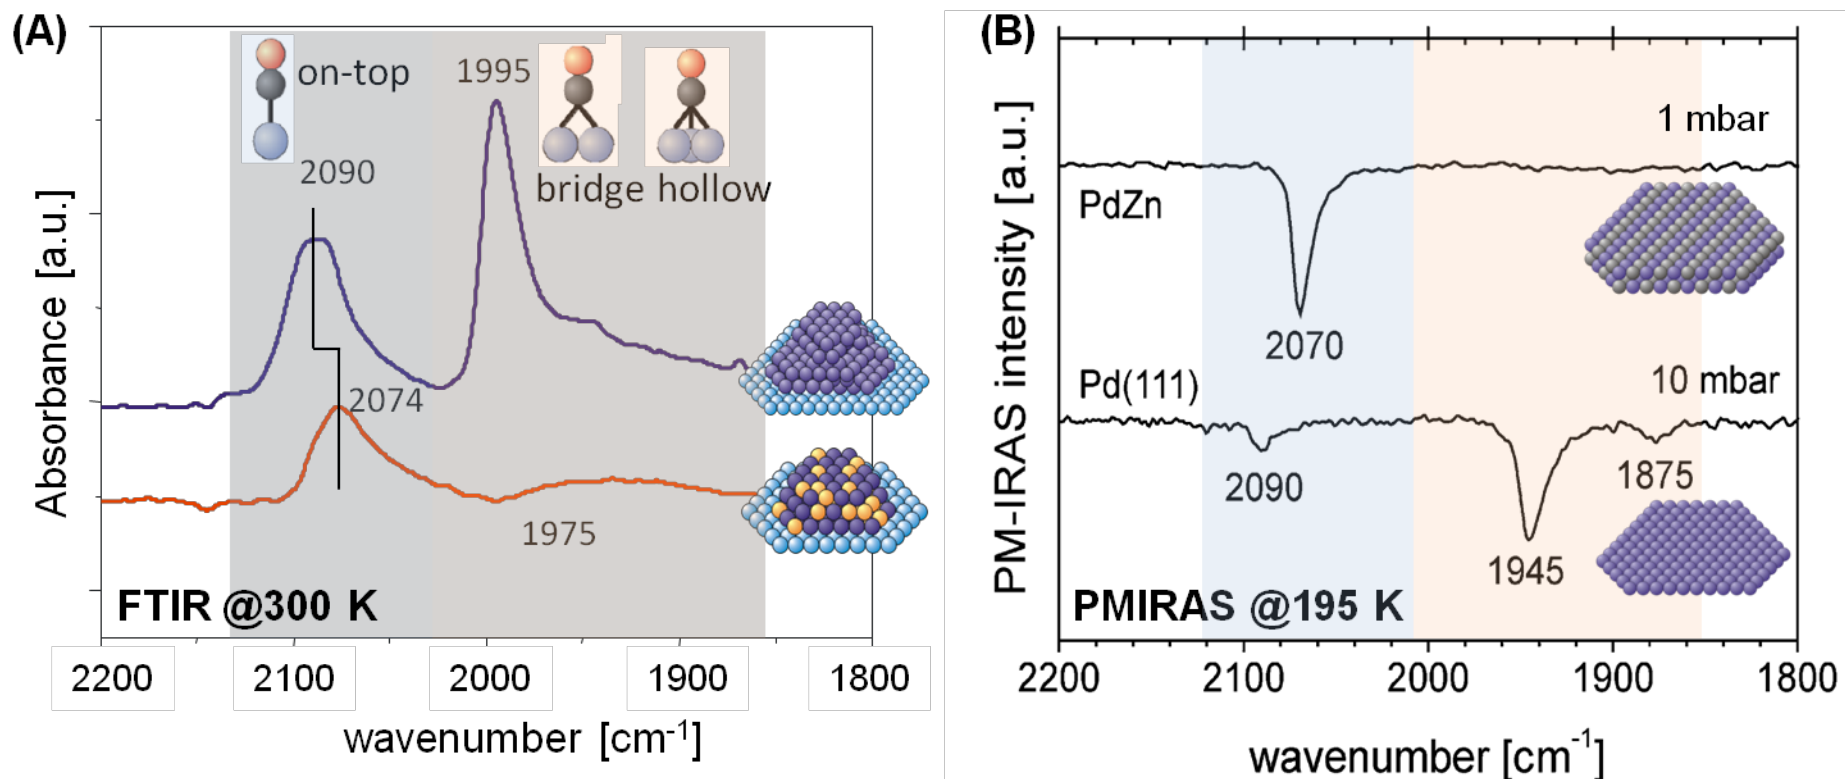 (A)
on-top
1995
2090
bridge hollow
2074
1975
Absorbance [a.u.]
FTIR @300 K
2200 2100 2000 1900 1800
wavenumber [cm-1]
(B)
1 mbar
PdZn
2070
Pd(111)
10 mbar
2090
1875
1945
PM-IRAS intensity [a.u.]
PMIRAS @195 K
2200 2100 2000 1900 1800
wavenumber [cm-1]